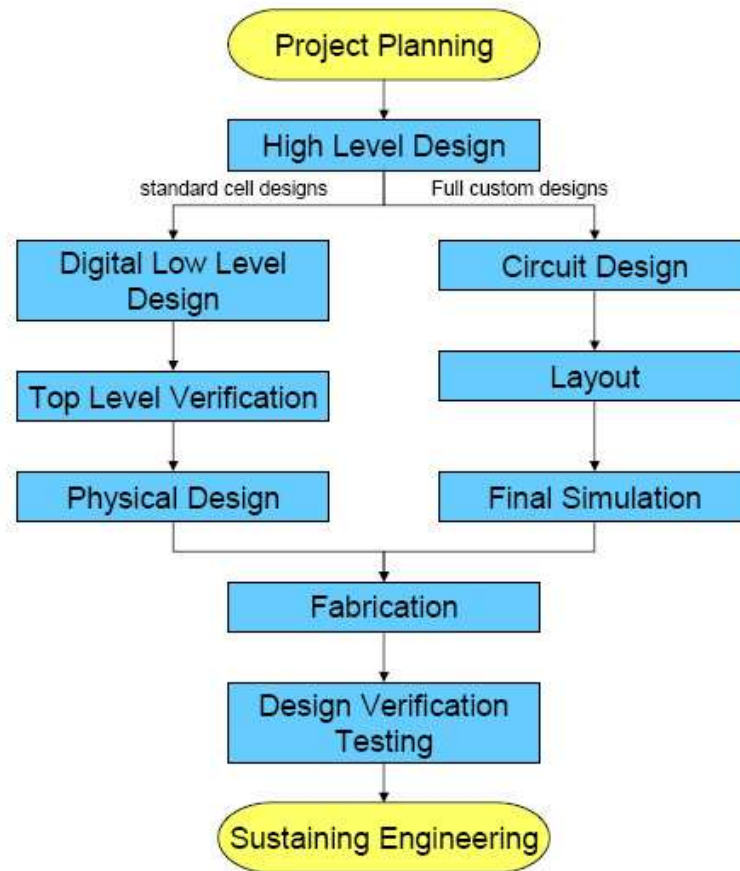 Project Planning
High Level Design
standard cell designs
Full custom designs
Digital Low Level
Design
Circuit Design
Top Level Verification
Layout
Physical Design
Final Simulation
Fabrication
Design Verification
Testing
Sustaining Engineering